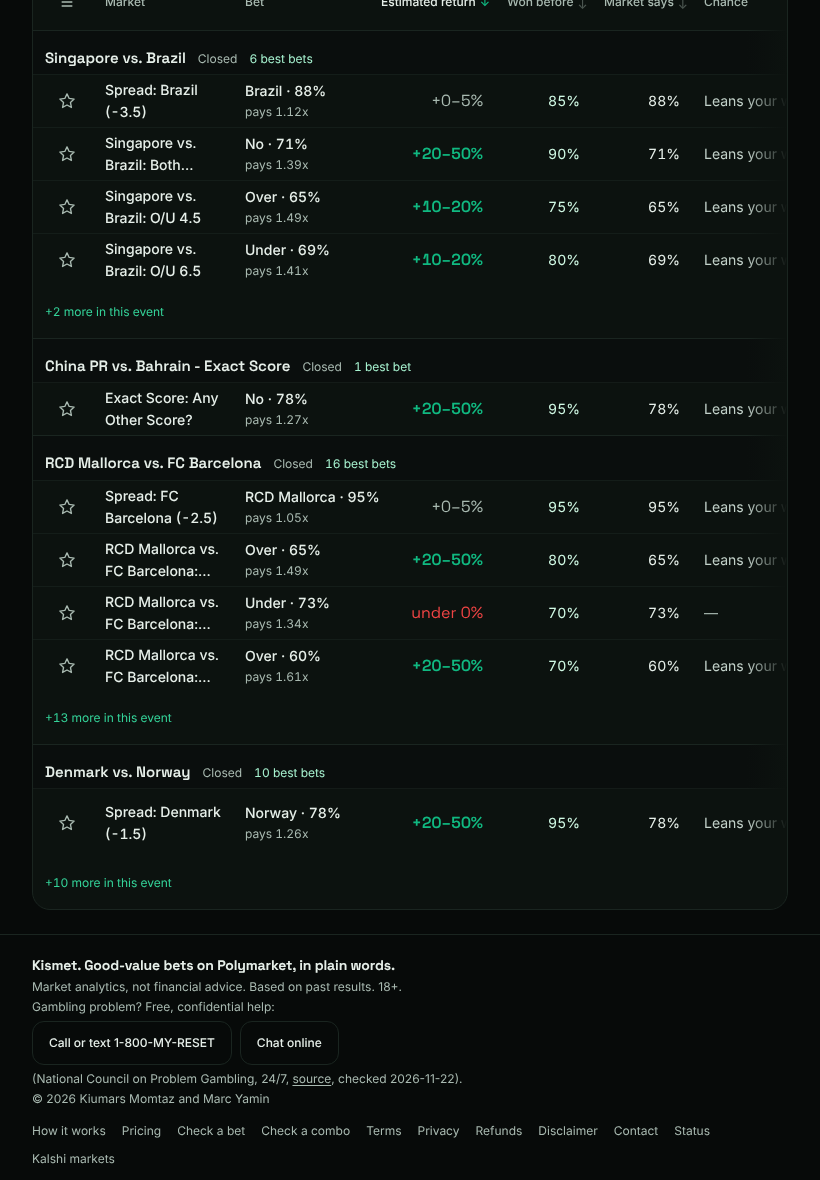 Market Bet Estimated return ↓ Won before ↓ Market says ↓ Chance
Singapore vs. Brazil Closed 6 best bets
Spread: Brazil (-3.5) Brazil · 88% pays 1.12x +0–5% 85% 88% Leans your
Singapore vs. Brazil: Both... No · 71% pays 1.39x +20–50% 90% 71% Leans your
Singapore vs. Brazil: O/U 4.5 Over · 65% pays 1.49x +10–20% 75% 65% Leans your
Singapore vs. Brazil: O/U 6.5 Under · 69% pays 1.41x +10–20% 80% 69% Leans your
+2 more in this event
China PR vs. Bahrain - Exact Score Closed 1 best bet
Exact Score: Any Other Score? No · 78% pays 1.27x +20–50% 95% 78% Leans your
RCD Mallorca vs. FC Barcelona Closed 16 best bets
Spread: FC Barcelona (-2.5) RCD Mallorca · 95% pays 1.05x +0–5% 95% 95% Leans your
RCD Mallorca vs. FC Barcelona:... Over · 65% pays 1.49x +20–50% 80% 65% Leans your
RCD Mallorca vs. FC Barcelona:... Under · 73% pays 1.34x under 0% 70% 73% —
RCD Mallorca vs. FC Barcelona:... Over · 60% pays 1.61x +20–50% 70% 60% Leans your
+13 more in this event
Denmark vs. Norway Closed 10 best bets
Spread: Denmark (-1.5) Norway · 78% pays 1.26x +20–50% 95% 78% Leans your
+10 more in this event
Kismet. Good-value bets on Polymarket, in plain words.
Market analytics, not financial advice. Based on past results. 18+.
Gambling problem? Free, confidential help:
Call or text 1-800-MY-RESET Chat online
(National Council on Problem Gambling, 24/7, source, checked 2026-11-22).
© 2026 Kiumars Momtaz and Marc Yamin
How it works Pricing Check a bet Check a combo Terms Privacy Refunds Disclaimer Contact Status
Kalshi markets